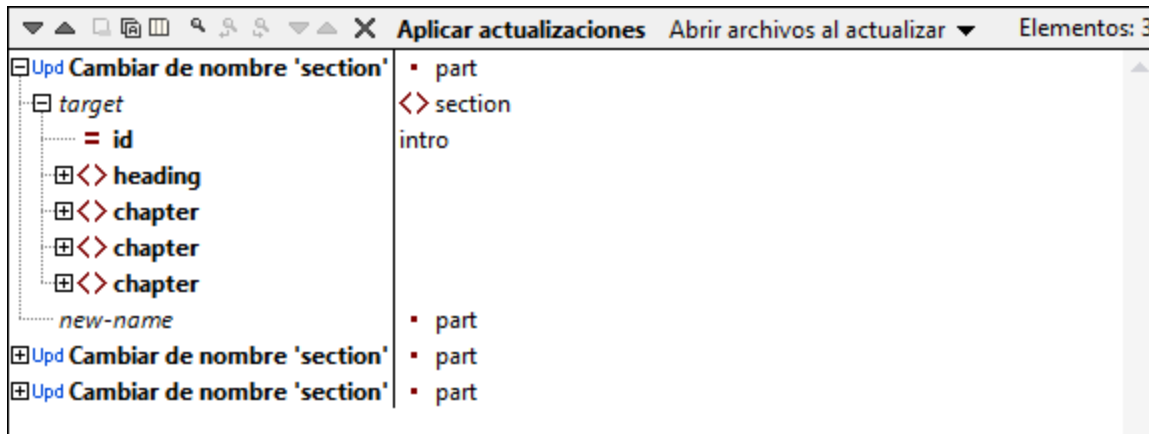 Aplicar actualizaciones Abrir archivos al actualizar Elementos: 3
Upd Cambiar de nombre 'section' part
target <> section
= id intro
<> heading
<> chapter
<> chapter
<> chapter
new-name part
Upd Cambiar de nombre 'section' part
Upd Cambiar de nombre 'section' part